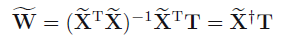 W̃ = (X̃ᵀX̃)⁻¹X̃ᵀT = X̃†T